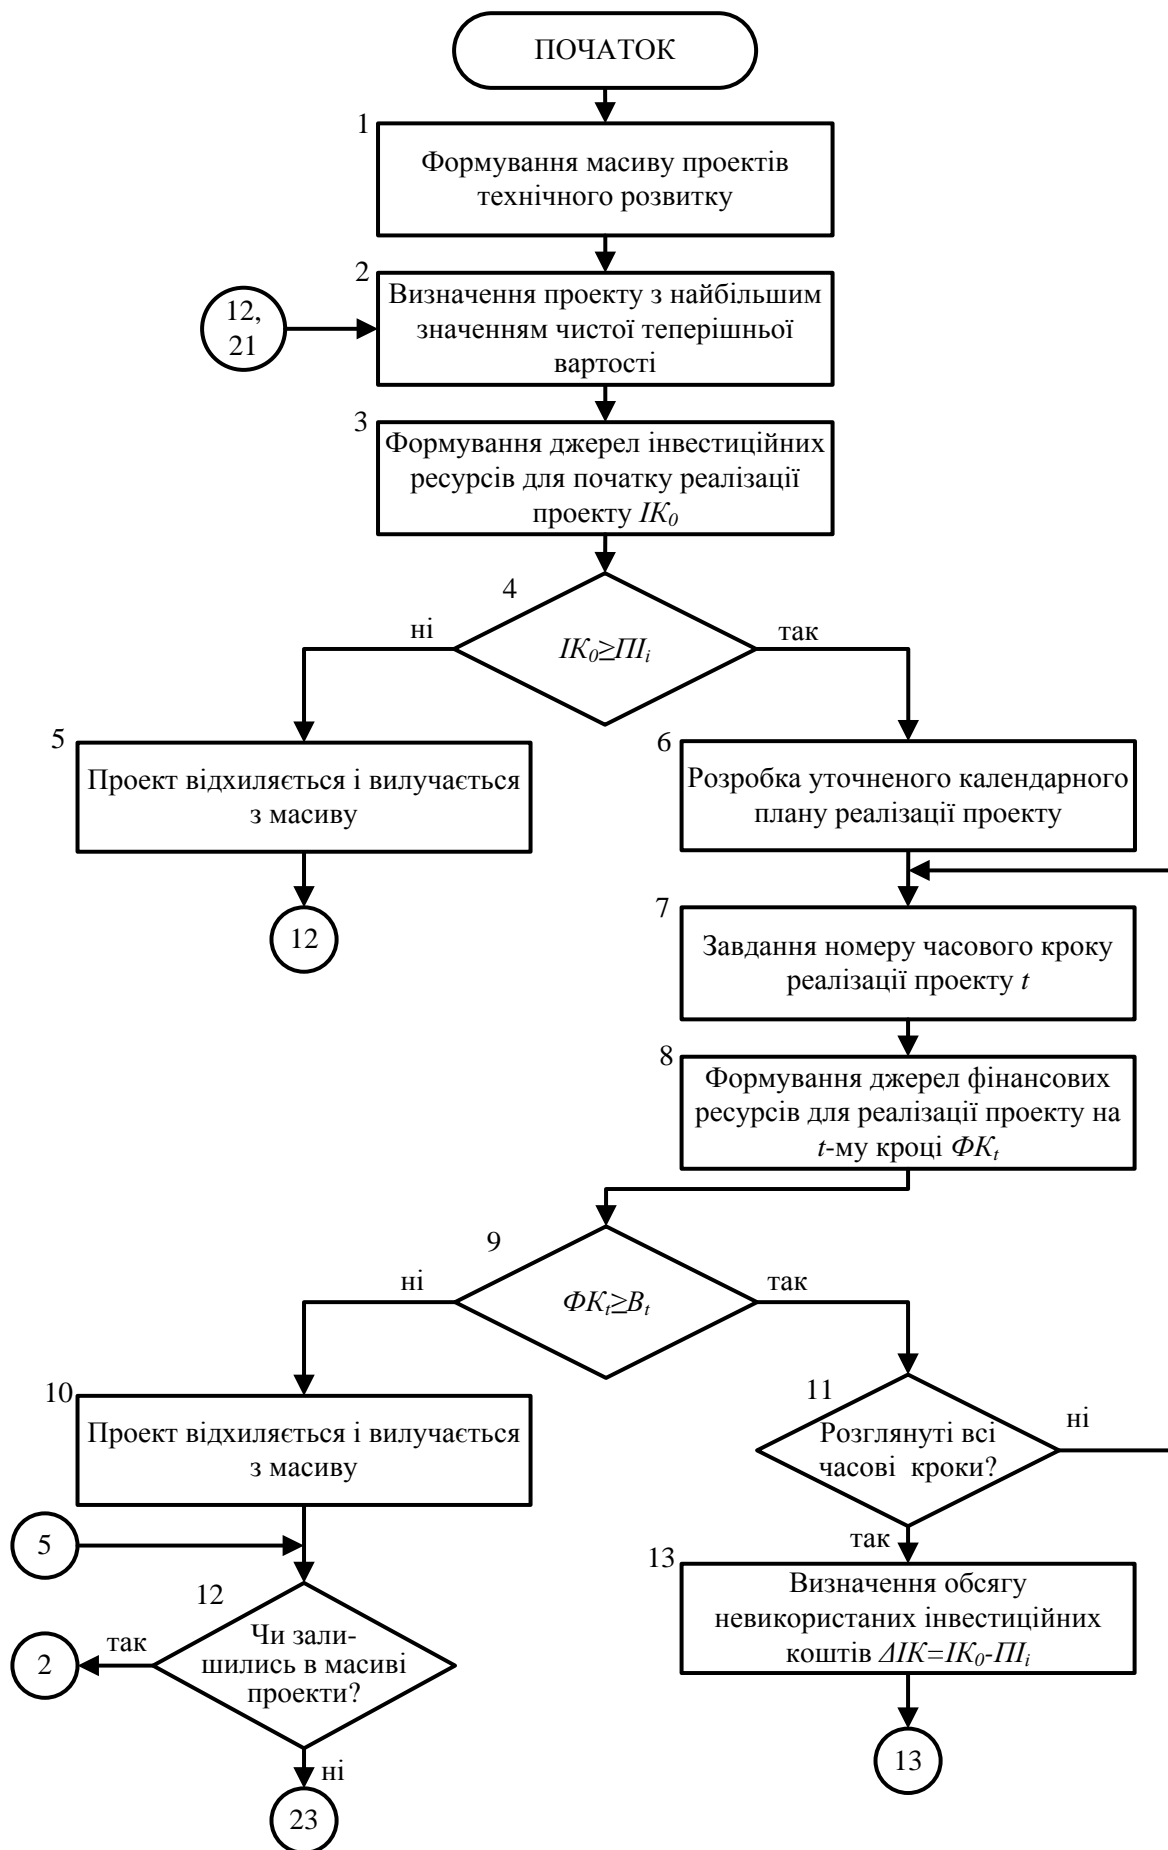 ПОЧАТОК
1
Формування масиву проектів
технічного розвитку
2
Визначення проекту з найбільшим
значенням чистої теперішньої
вартості
12,
21
3
Формування джерел інвестиційних
ресурсів для початку реалізації
проекту ІК₀
4
ІК₀≥ПІᵢ
ні
так
5
Проект відхиляється і вилучається
з масиву
12
6
Розробка уточненого календарного
плану реалізації проекту
7
Завдання номеру часового кроку
реалізації проекту t
8
Формування джерел фінансових
ресурсів для реалізації проекту на
t-му кроці ФКₜ
9
ФКₜ≥Вₜ
ні
так
10
Проект відхиляється і вилучається
з масиву
11
Розглянуті всі
часові кроки?
ні
так
5
12
Чи зали-
шились в масиві
проекти?
так
2
ні
23
13
Визначення обсягу
невикористаних інвестиційних
коштів ΔІК=ІК₀-ПІᵢ
13